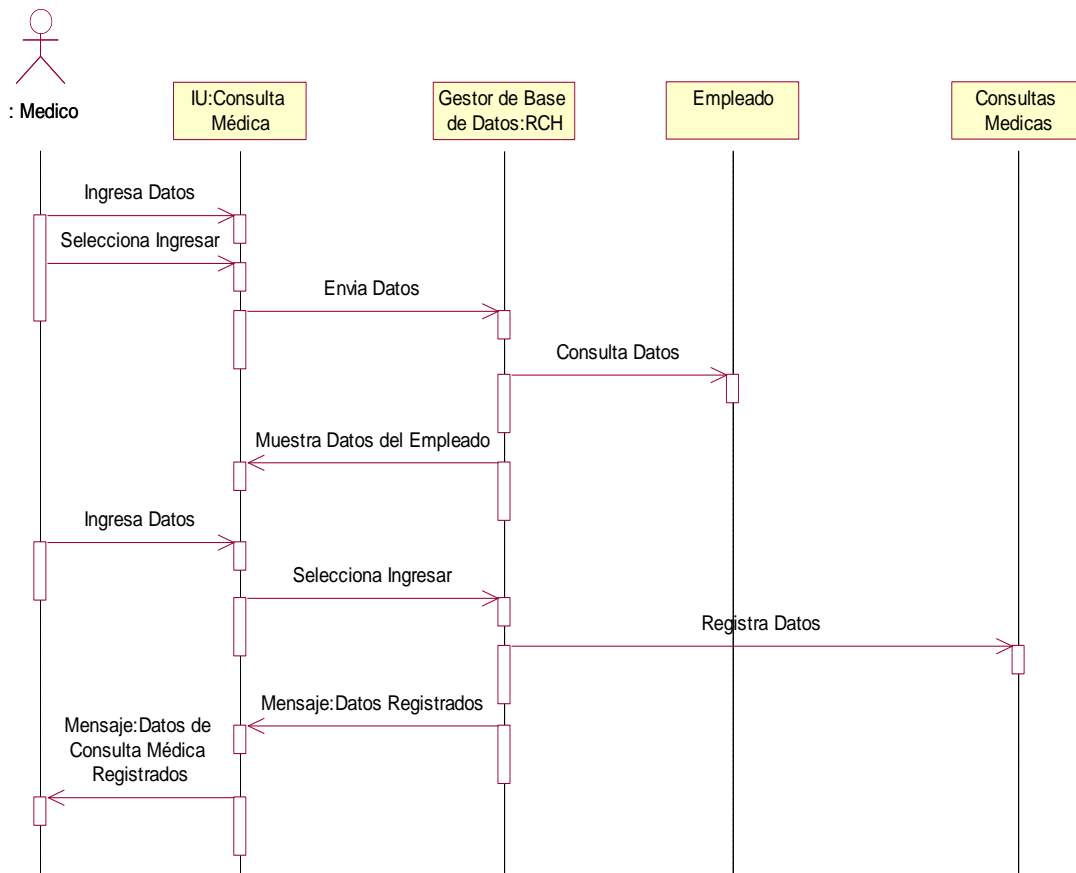 : Medico
IU:Consulta
Médica
Gestor de Base
de Datos:RCH
Empleado
Consultas
Medicas
Ingresa Datos
Selecciona Ingresar
Envia Datos
Consulta Datos
Muestra Datos del Empleado
Ingresa Datos
Selecciona Ingresar
Registra Datos
Mensaje:Datos Registrados
Mensaje:Datos de
Consulta Médica
Registrados